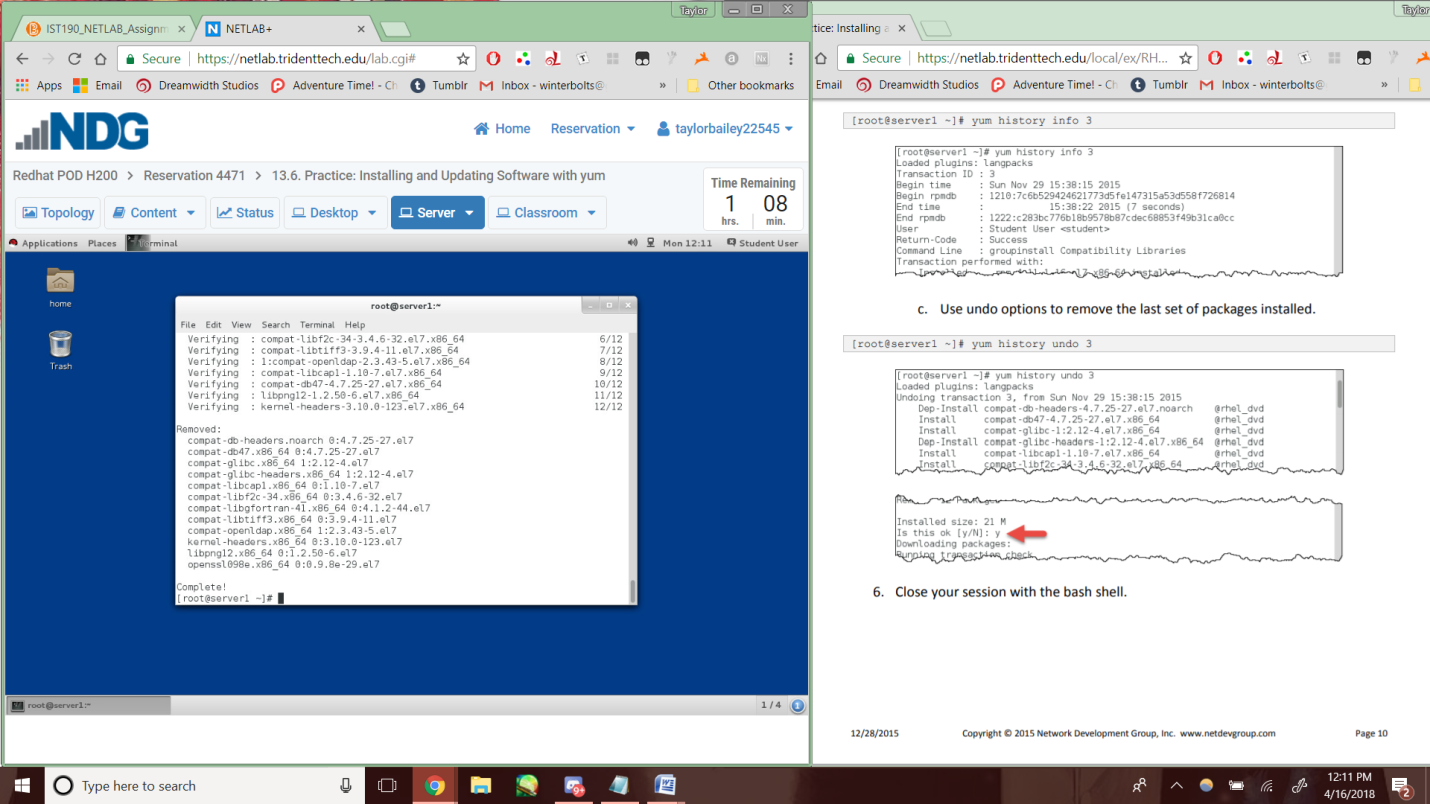 Taylor
IST190_NETLAB_Assignm
NETLAB+
Secure
https://netlab.tridenttech.edu/lab.cgi#
Apps
Email
Dreamwidth Studios
Adventure Time! - Ch
Tumblr
Inbox - winterbolts@
»
Other bookmarks
NDG
Home
Reservation
taylorbailey22545
Redhat POD H200 > Reservation 4471 > 13.6. Practice: Installing and Updating Software with yum
Time Remaining
1 08
hrs. min.
Topology
Content
Status
Desktop
Server
Classroom
Applications Places
Mon 12:11
Student User
home
Trash
root@server1:~
File Edit View Search Terminal Help
Verifying : compat-libf2c-34-3.4.6-32.el7.x86_64 6/12
Verifying : compat-libtiff3-3.9.4-11.el7.x86_64 7/12
Verifying : 1:compat-openldap-2.3.43-5.el7.x86_64 8/12
Verifying : compat-libcap1-1.10-7.el7.x86_64 9/12
Verifying : compat-db47-4.7.25-27.el7.x86_64 10/12
Verifying : libpng12-1.2.50-6.el7.x86_64 11/12
Verifying : kernel-headers-3.10.0-123.el7.x86_64 12/12
Removed:
compat-db-headers.noarch 0:4.7.25-27.el7
compat-db47.x86_64 0:4.7.25-27.el7
compat-glibc.x86_64 1:2.12-4.el7
compat-glibc-headers.x86_64 1:2.12-4.el7
compat-libcap1.x86_64 0:1.10-7.el7
compat-libf2c-34.x86_64 0:3.4.6-32.el7
compat-libgfortran-41.x86_64 0:4.1.2-44.el7
compat-libtiff3.x86_64 0:3.9.4-11.el7
compat-openldap.x86_64 1:2.3.43-5.el7
kernel-headers.x86_64 0:3.10.0-123.el7
libpng12.x86_64 0:1.2.50-6.el7
openssl098e.x86_64 0:0.9.8e-29.el7
Complete!
[root@server1 ~]#
root@server1:~
1 / 4
1
Taylor
tice: Installing a
Secure
https://netlab.tridenttech.edu/local/ex/RH...
Email
Dreamwidth Studios
Adventure Time! - Ch
Tumblr
Inbox - winterbolts@
»
[root@server1 ~]# yum history info 3
[root@server1 ~]# yum history info 3
Loaded plugins: langpacks
Transaction ID : 3
Begin time : Sun Nov 29 15:38:15 2015
Begin rpmdb : 1210:7c6b529424621773d5fe147315a53d558f726814
End time : 15:38:22 2015 (7 seconds)
End rpmdb : 1222:c283bc776b18b9578b87cdec68853f49b31ca0cc
User : Student User <student>
Return-Code : Success
Command Line : groupinstall Compatibility Libraries
Transaction performed with:
c. Use undo options to remove the last set of packages installed.
[root@server1 ~]# yum history undo 3
[root@server1 ~]# yum history undo 3
Loaded plugins: langpacks
Undoing transaction 3, from Sun Nov 29 15:38:15 2015
Dep-Install compat-db-headers-4.7.25-27.el7.noarch @rhel_dvd
Install compat-db47-4.7.25-27.el7.x86_64 @rhel_dvd
Install compat-glibc-1:2.12-4.el7.x86_64 @rhel_dvd
Dep-Install compat-glibc-headers-1:2.12-4.el7.x86_64 @rhel_dvd
Install compat-libcap1-1.10-7.el7.x86_64 @rhel_dvd
Install compat-libf2c-34-3.4.6-32.el7.x86_64 @rhel_dvd
Installed size: 21 M
Is this ok [y/N]: y
Downloading packages:
Running transaction check
6. Close your session with the bash shell.
12/28/2015
Copyright © 2015 Network Development Group, Inc. www.netdevgroup.com
Page 10
Type here to search
9+
12:11 PM
4/16/2018
2